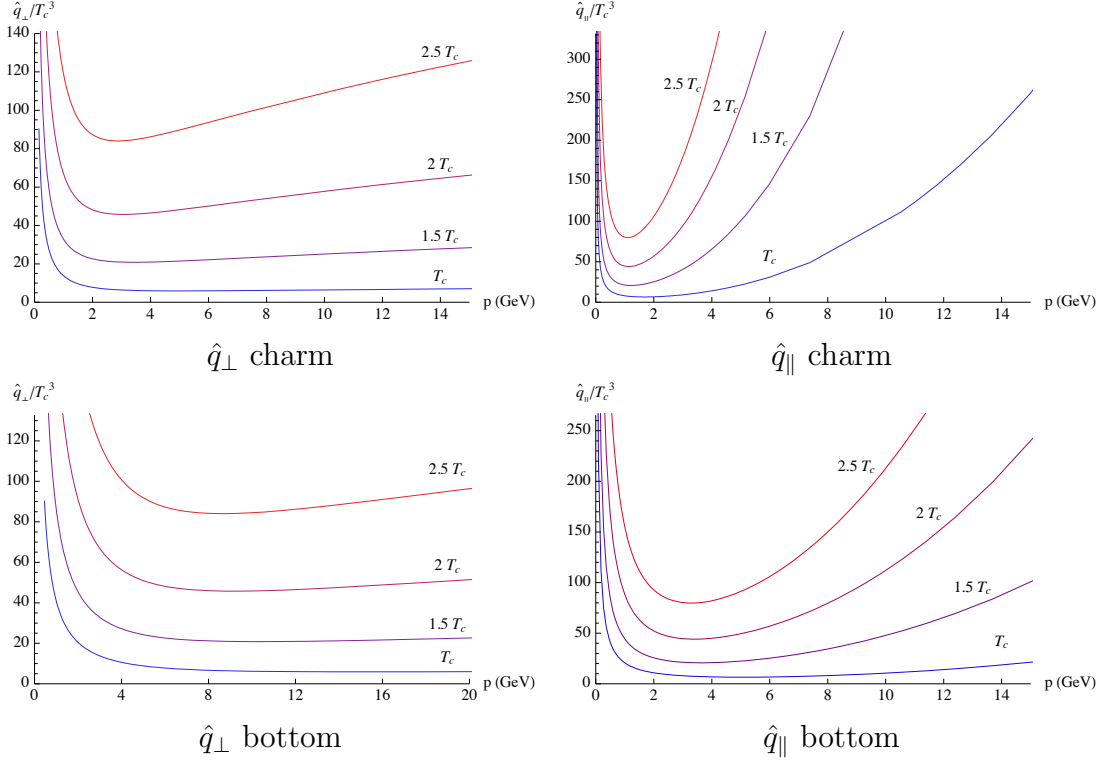 q̂⊥/Tc³
140
120
100
80
60
40
20
0
0 2 4 6 8 10 12 14 p (GeV)
2.5 Tc
2 Tc
1.5 Tc
Tc
q̂⊥ charm
q̂∥/Tc³
300
250
200
150
100
50
0
0 2 4 6 8 10 12 14 p (GeV)
2.5 Tc
2 Tc
1.5 Tc
Tc
q̂∥ charm
q̂⊥/Tc³
120
100
80
60
40
20
0
0 4 8 12 16 20 p (GeV)
2.5 Tc
2 Tc
1.5 Tc
Tc
q̂⊥ bottom
q̂∥/Tc³
250
200
150
100
50
0
0 2 4 6 8 10 12 14 p (GeV)
2.5 Tc
2 Tc
1.5 Tc
Tc
q̂∥ bottom